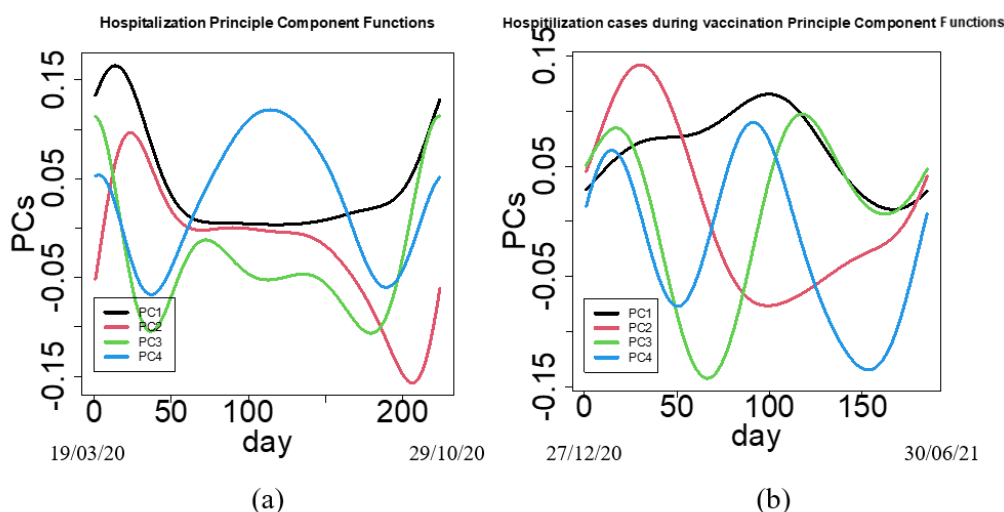 Hospitalization Principle Component Functions
0.15
0.05
-0.05
-0.15
PCs
PC1
PC2
PC3
PC4
0
50
100
200
day
19/03/20
29/10/20
(a)
Hospitilization cases during vaccination Principle Component Functions
0.15
0.05
-0.05
-0.15
PCs
PC1
PC2
PC3
PC4
0
50
100
150
day
27/12/20
30/06/21
(b)